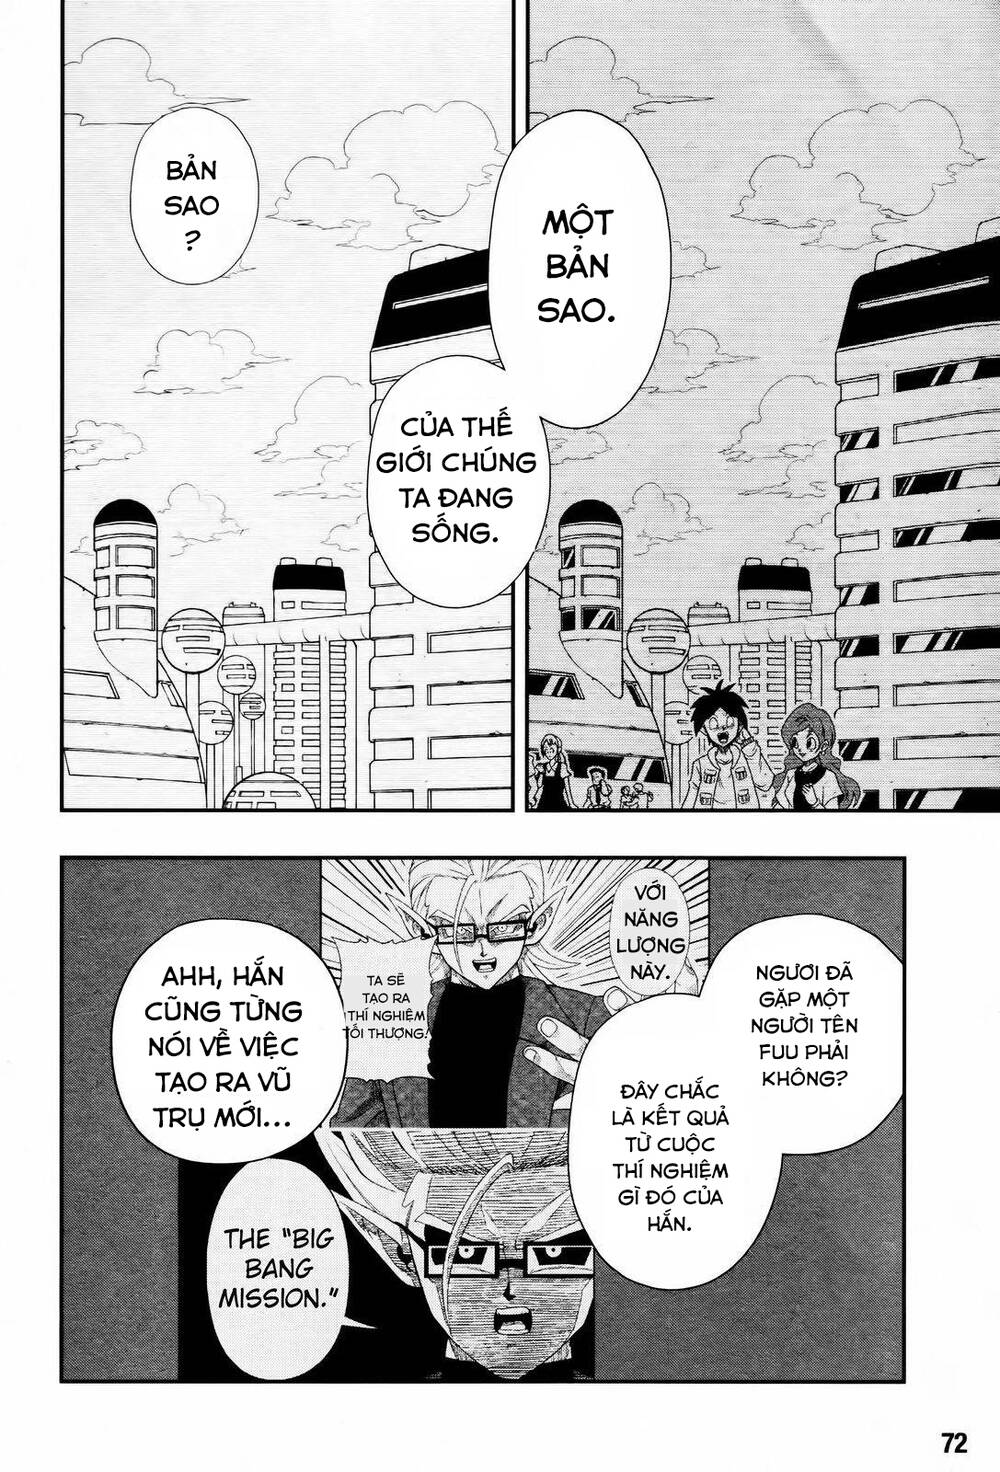 MỘT
BẢN
SAO.
CỦA THẾ
GIỚI CHÚNG
TA ĐANG
SỐNG.
BẢN
SAO
?
NGƯƠI ĐÃ
GẶP MỘT
NGƯỜI TÊN
FUU PHẢI
KHÔNG?
ĐÂY CHẮC
LÀ KẾT QUẢ
TỪ CUỘC
THÍ NGHIỆM
GÌ ĐÓ CỦA
HẮN.
VỚI
NĂNG
LƯỢNG
NÀY.
TA SẼ
TẠO RA
THÍ NGHIỆM
TỐI THƯỢNG.
AHH, HẮN
CŨNG TỪNG
NÓI VỀ VIỆC
TẠO RA VŨ
TRỤ MỚI...
THE "BIG
BANG
MISSION."
72